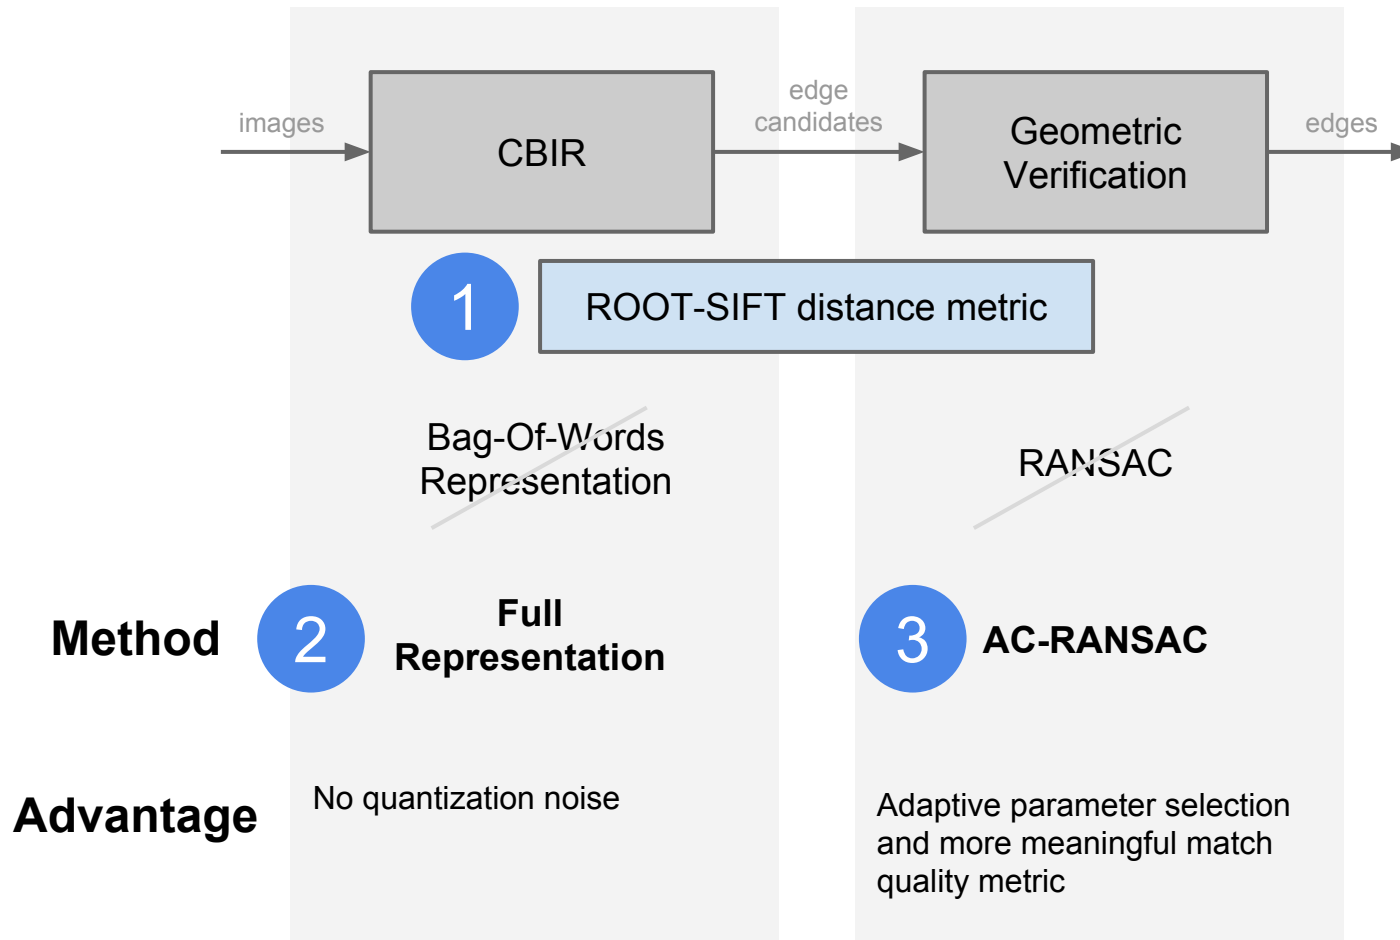 images
CBIR
edge
candidates
Geometric
Verification
edges
1
ROOT-SIFT distance metric
Bag-Of-Words
Representation
RANSAC
Method
2
Full
Representation
3
AC-RANSAC
Advantage
No quantization noise
Adaptive parameter selection
and more meaningful match
quality metric